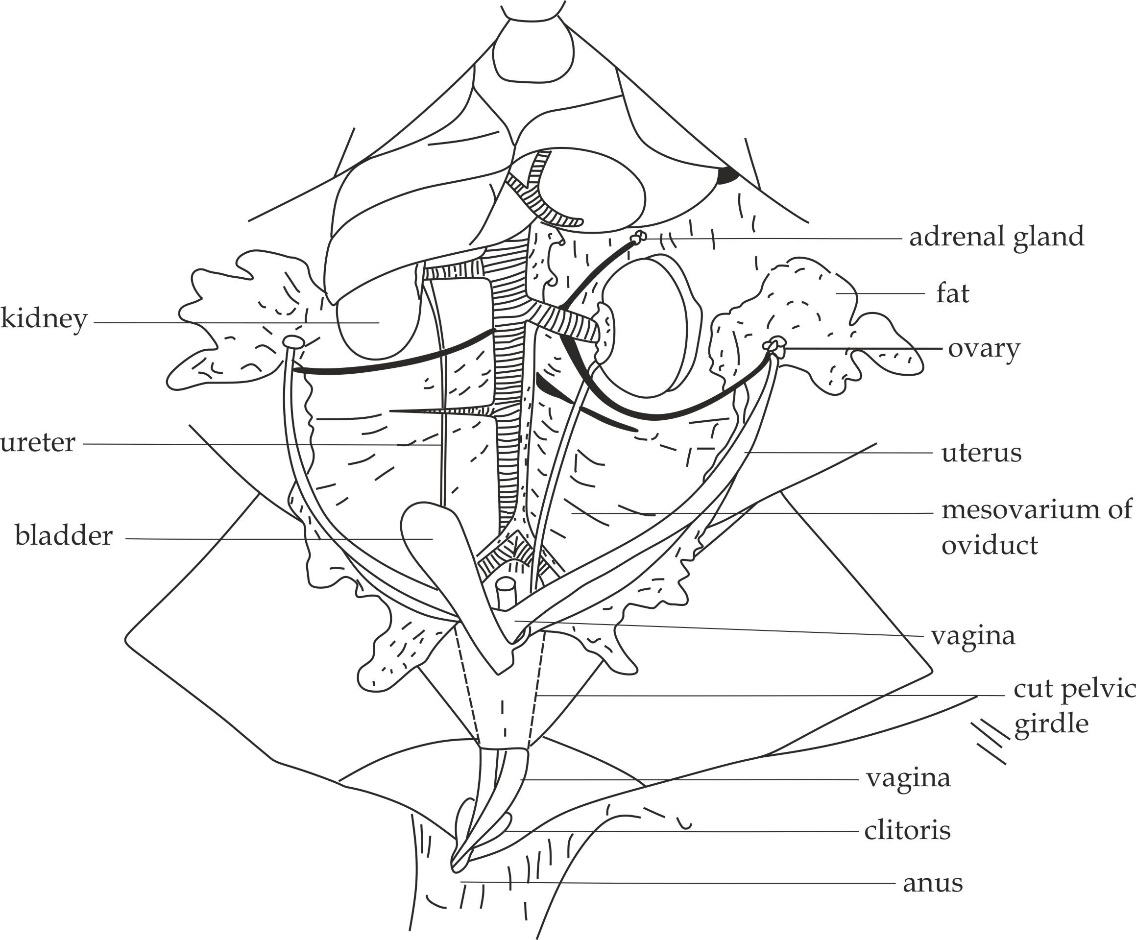 adrenal gland
fat
kidney
ovary
ureter
uterus
mesovarium of
oviduct
bladder
vagina
cut pelvic
girdle
vagina
clitoris
anus